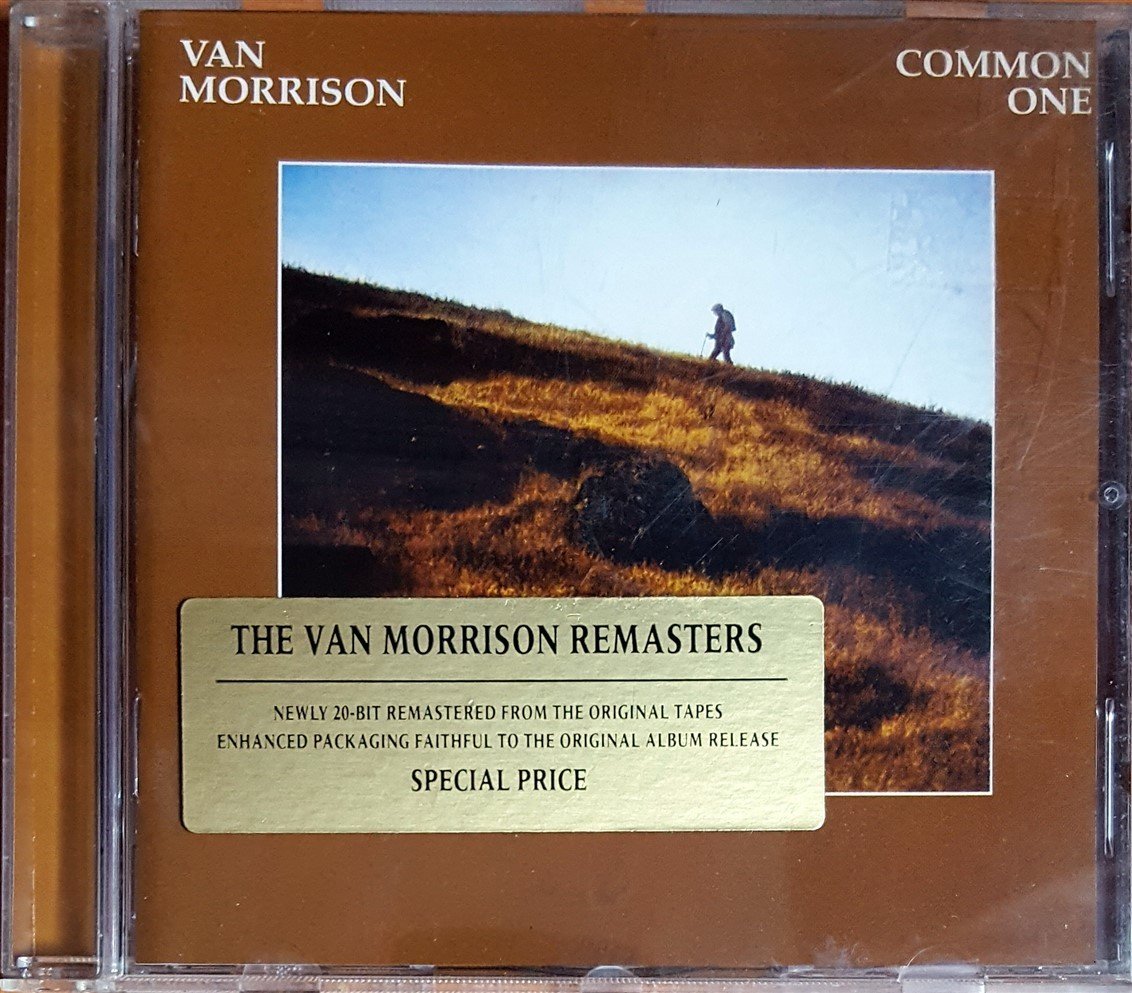 VAN
MORRISON
COMMON
ONE
THE VAN MORRISON REMASTERS
NEWLY 20-BIT REMASTERED FROM THE ORIGINAL TAPES
ENHANCED PACKAGING FAITHFUL TO THE ORIGINAL ALBUM RELEASE
SPECIAL PRICE